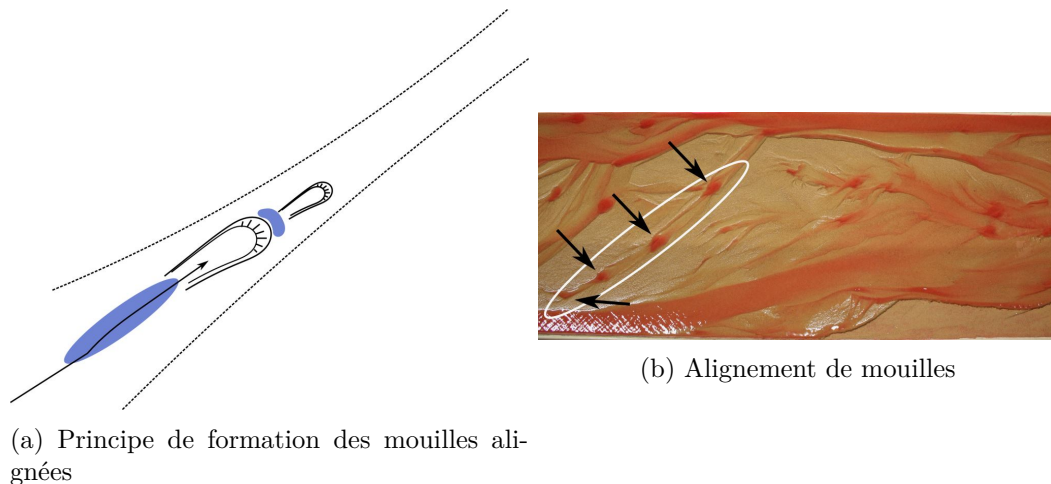 (b) Alignement de mouilles
(a) Principe de formation des mouilles ali-
gnées